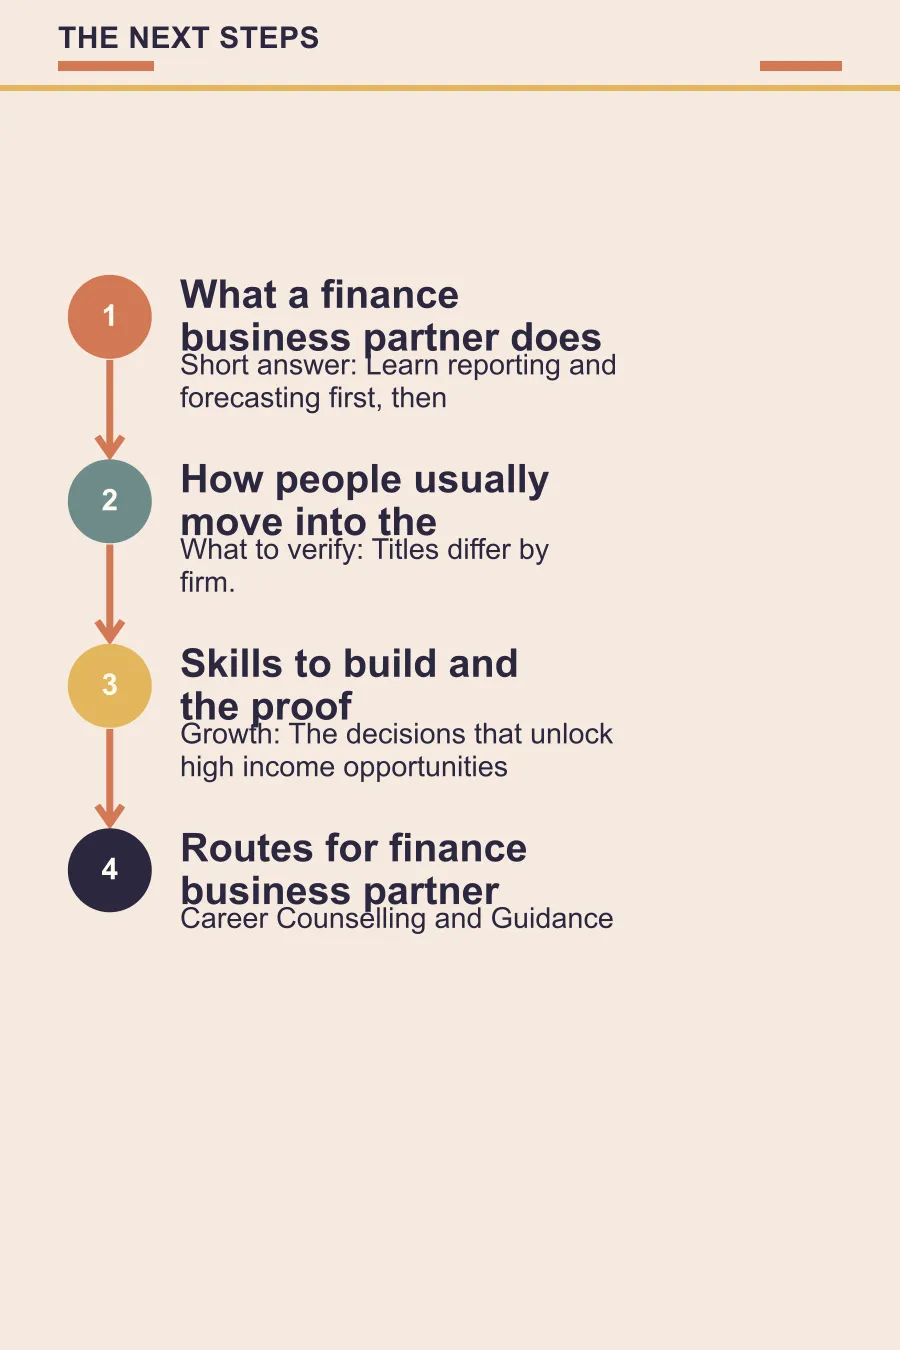 THE NEXT STEPS
1
What a finance
business partner does
Short answer: Learn reporting and
forecasting first, then
2
How people usually
move into the
What to verify: Titles differ by
firm.
3
Skills to build and
the proof
Growth: The decisions that unlock
high income opportunities
4
Routes for finance
business partner
Career Counselling and Guidance